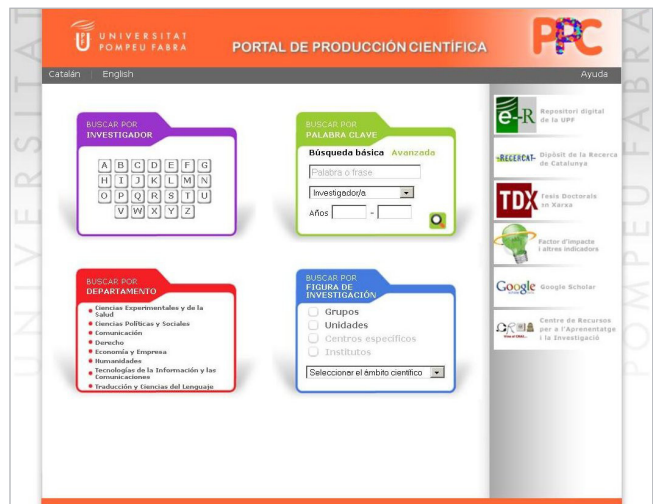 UNIVERSITAT
POMPEU FABRA
PORTAL DE PRODUCCIÓN CIENTÍFICA
PPC
Catalán | English
Ayuda
BUSCAR POR
INVESTIGADOR
A B C D E F G
H I J K L M N
O P Q R S T U
V W X Y Z
BUSCAR POR
PALABRA CLAVE
Búsqueda básica Avanzada
Palabra o frase
Investigador/a
Años -
BUSCAR POR
DEPARTAMENTO
Ciencias Experimentales y de la
Salud
Ciencias Políticas y Sociales
Comunicación
Derecho
Economía y Empresa
Humanidades
Tecnologías de la Información y las
Comunicaciones
Traducción y Ciencias del Lenguaje
BUSCAR POR
FIGURA DE
INVESTIGACIÓN
Grupos
Unidades
Centros específicos
Institutos
Seleccionar el ámbito científico
e-R
Repositori digital
de la UPF
RECERCAT
Dipòsit de la Recerca
de Catalunya
TDX
Tesis Doctorals
en Xarxa
Factor d'impacte
i altres indicadors
Google
Google Scholar
Centre de Recursos
per a l'Aprenentatge
i la Investigació
UNIVERSITAT
POMPEU FABRA